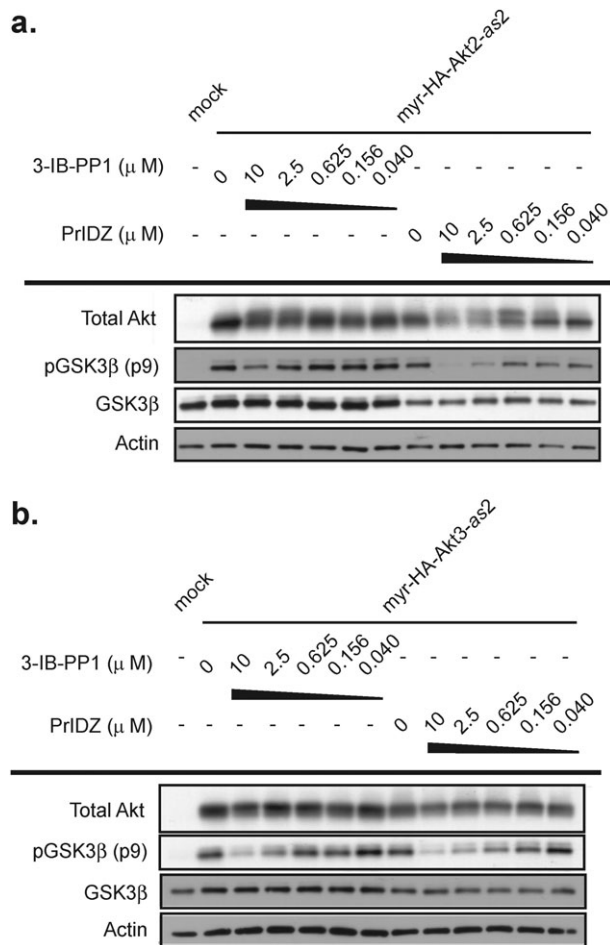 a.
mock
myr-HA-Akt2-as2
3-IB-PP1 (μ M) - 0 10 2.5 0.625 0.156 0.040 - - - - - -
PrIDZ (μ M) - - - - - - - 0 10 2.5 0.625 0.156 0.040
Total Akt
pGSK3β (p9)
GSK3β
Actin
b.
mock
myr-HA-Akt3-as2
3-IB-PP1 (μ M) - 0 10 2.5 0.625 0.156 0.040 - - - - - -
PrIDZ (μ M) - - - - - - - 0 10 2.5 0.625 0.156 0.040
Total Akt
pGSK3β (p9)
GSK3β
Actin